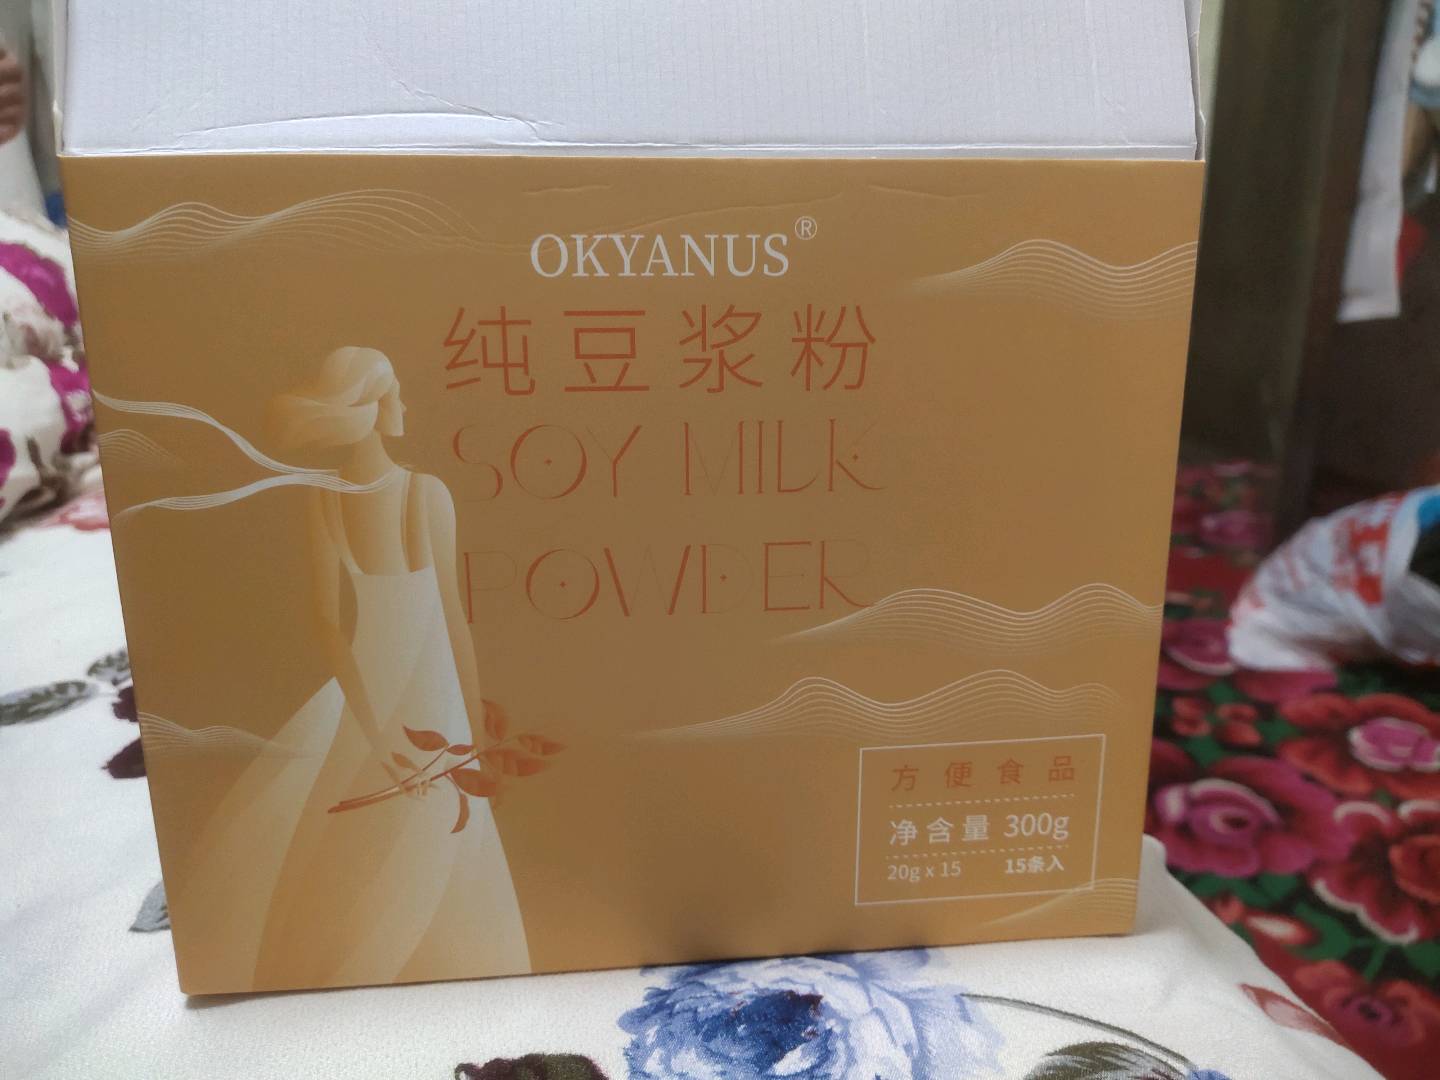 OKYANUS®
纯豆浆粉
SOY MILK
POWDER
方便食品
净含量 300g
20g x 15 15条入